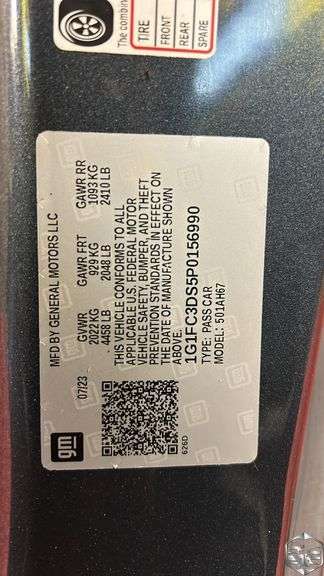 The combin
TIRE
FRONT
REAR
SPARE
MFD BY GENERAL MOTORS LLC
07/23
GVWR GAWR FRT GAWR RR
2022 KG 929 KG 1093 KG
4458 LB 2048 LB 2410 LB
THIS VEHICLE CONFORMS TO ALL
APPLICABLE U.S. FEDERAL MOTOR
VEHICLE SAFETY, BUMPER, AND THEFT
PREVENTION STANDARDS IN EFFECT ON
THE DATE OF MANUFACTURE SHOWN
ABOVE.
1G1FC3DS5P0156990
TYPE: PASS CAR
MODEL: 501AH67
gm
626D